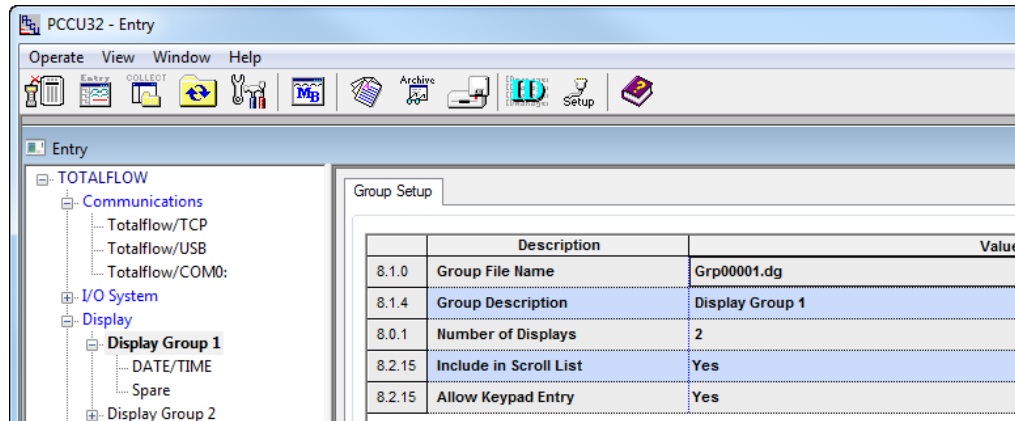 PCCU32 - Entry
Operate View Window Help
Entry COLLECT MB Archive ID Setup
Entry
TOTALFLOW
Communications
Totalflow/TCP
Totalflow/USB
Totalflow/COM0:
I/O System
Display
Display Group 1
DATE/TIME
Spare
Display Group 2
Group Setup
Description Value
8.1.0 Group File Name Grp00001.dg
8.1.4 Group Description Display Group 1
8.0.1 Number of Displays 2
8.2.15 Include in Scroll List Yes
8.2.15 Allow Keypad Entry Yes